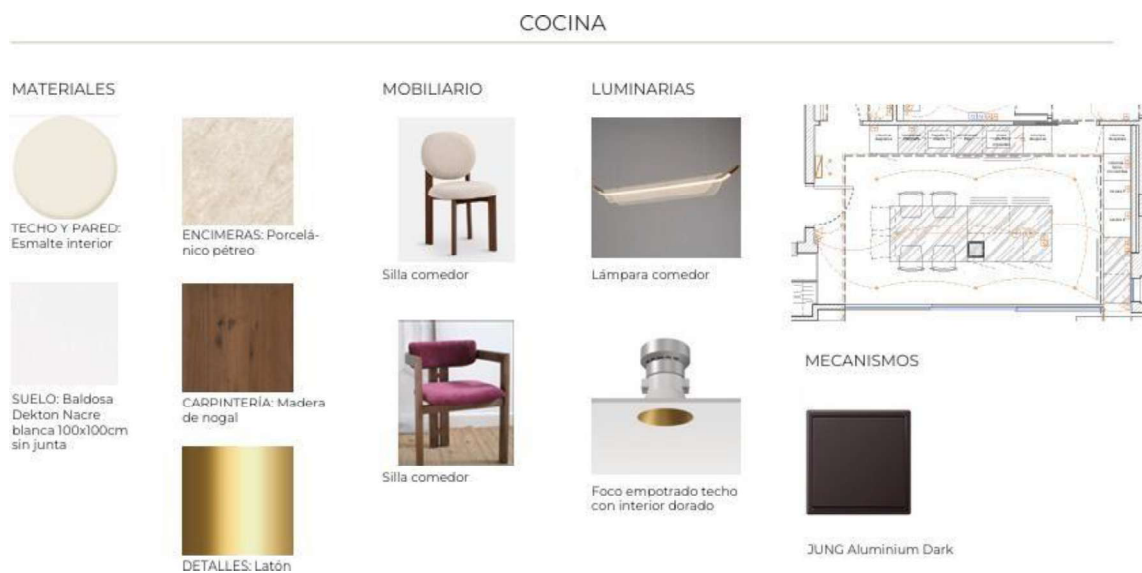 COCINA
MATERIALES
TECHO Y PARED:
Esmalte interior
ENCIMERAS: Porcelá-
nico pétreo
SUELO: Baldosa
Dekton Nacre
blanca 100x100cm
sin junta
CARPINTERÍA: Madera
de nogal
DETALLES: Latón
MOBILIARIO
Silla comedor
Silla comedor
LUMINARIAS
Lámpara comedor
Foco empotrado techo
con interior dorado
MECANISMOS
JUNG Aluminium Dark